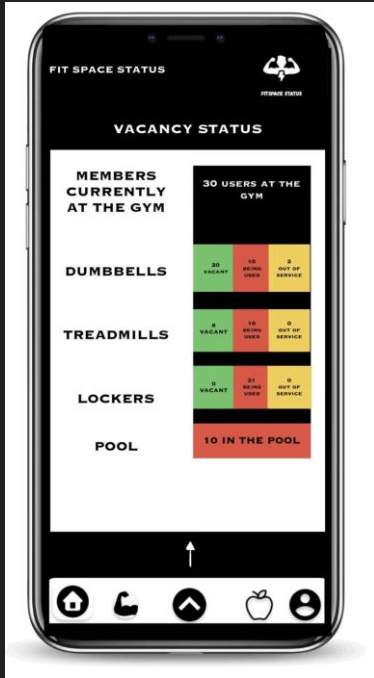 FIT SPACE STATUS
FITSPACE STATUS
VACANCY STATUS
MEMBERS
CURRENTLY
AT THE GYM
30 USERS AT THE
GYM
DUMBBELLS
20
VACANT
10
BEING
USED
2
OUT OF
SERVICE
TREADMILLS
8
VACANT
10
BEING
USED
0
OUT OF
SERVICE
LOCKERS
0
VACANT
21
BEING
USED
0
OUT OF
SERVICE
POOL
10 IN THE POOL